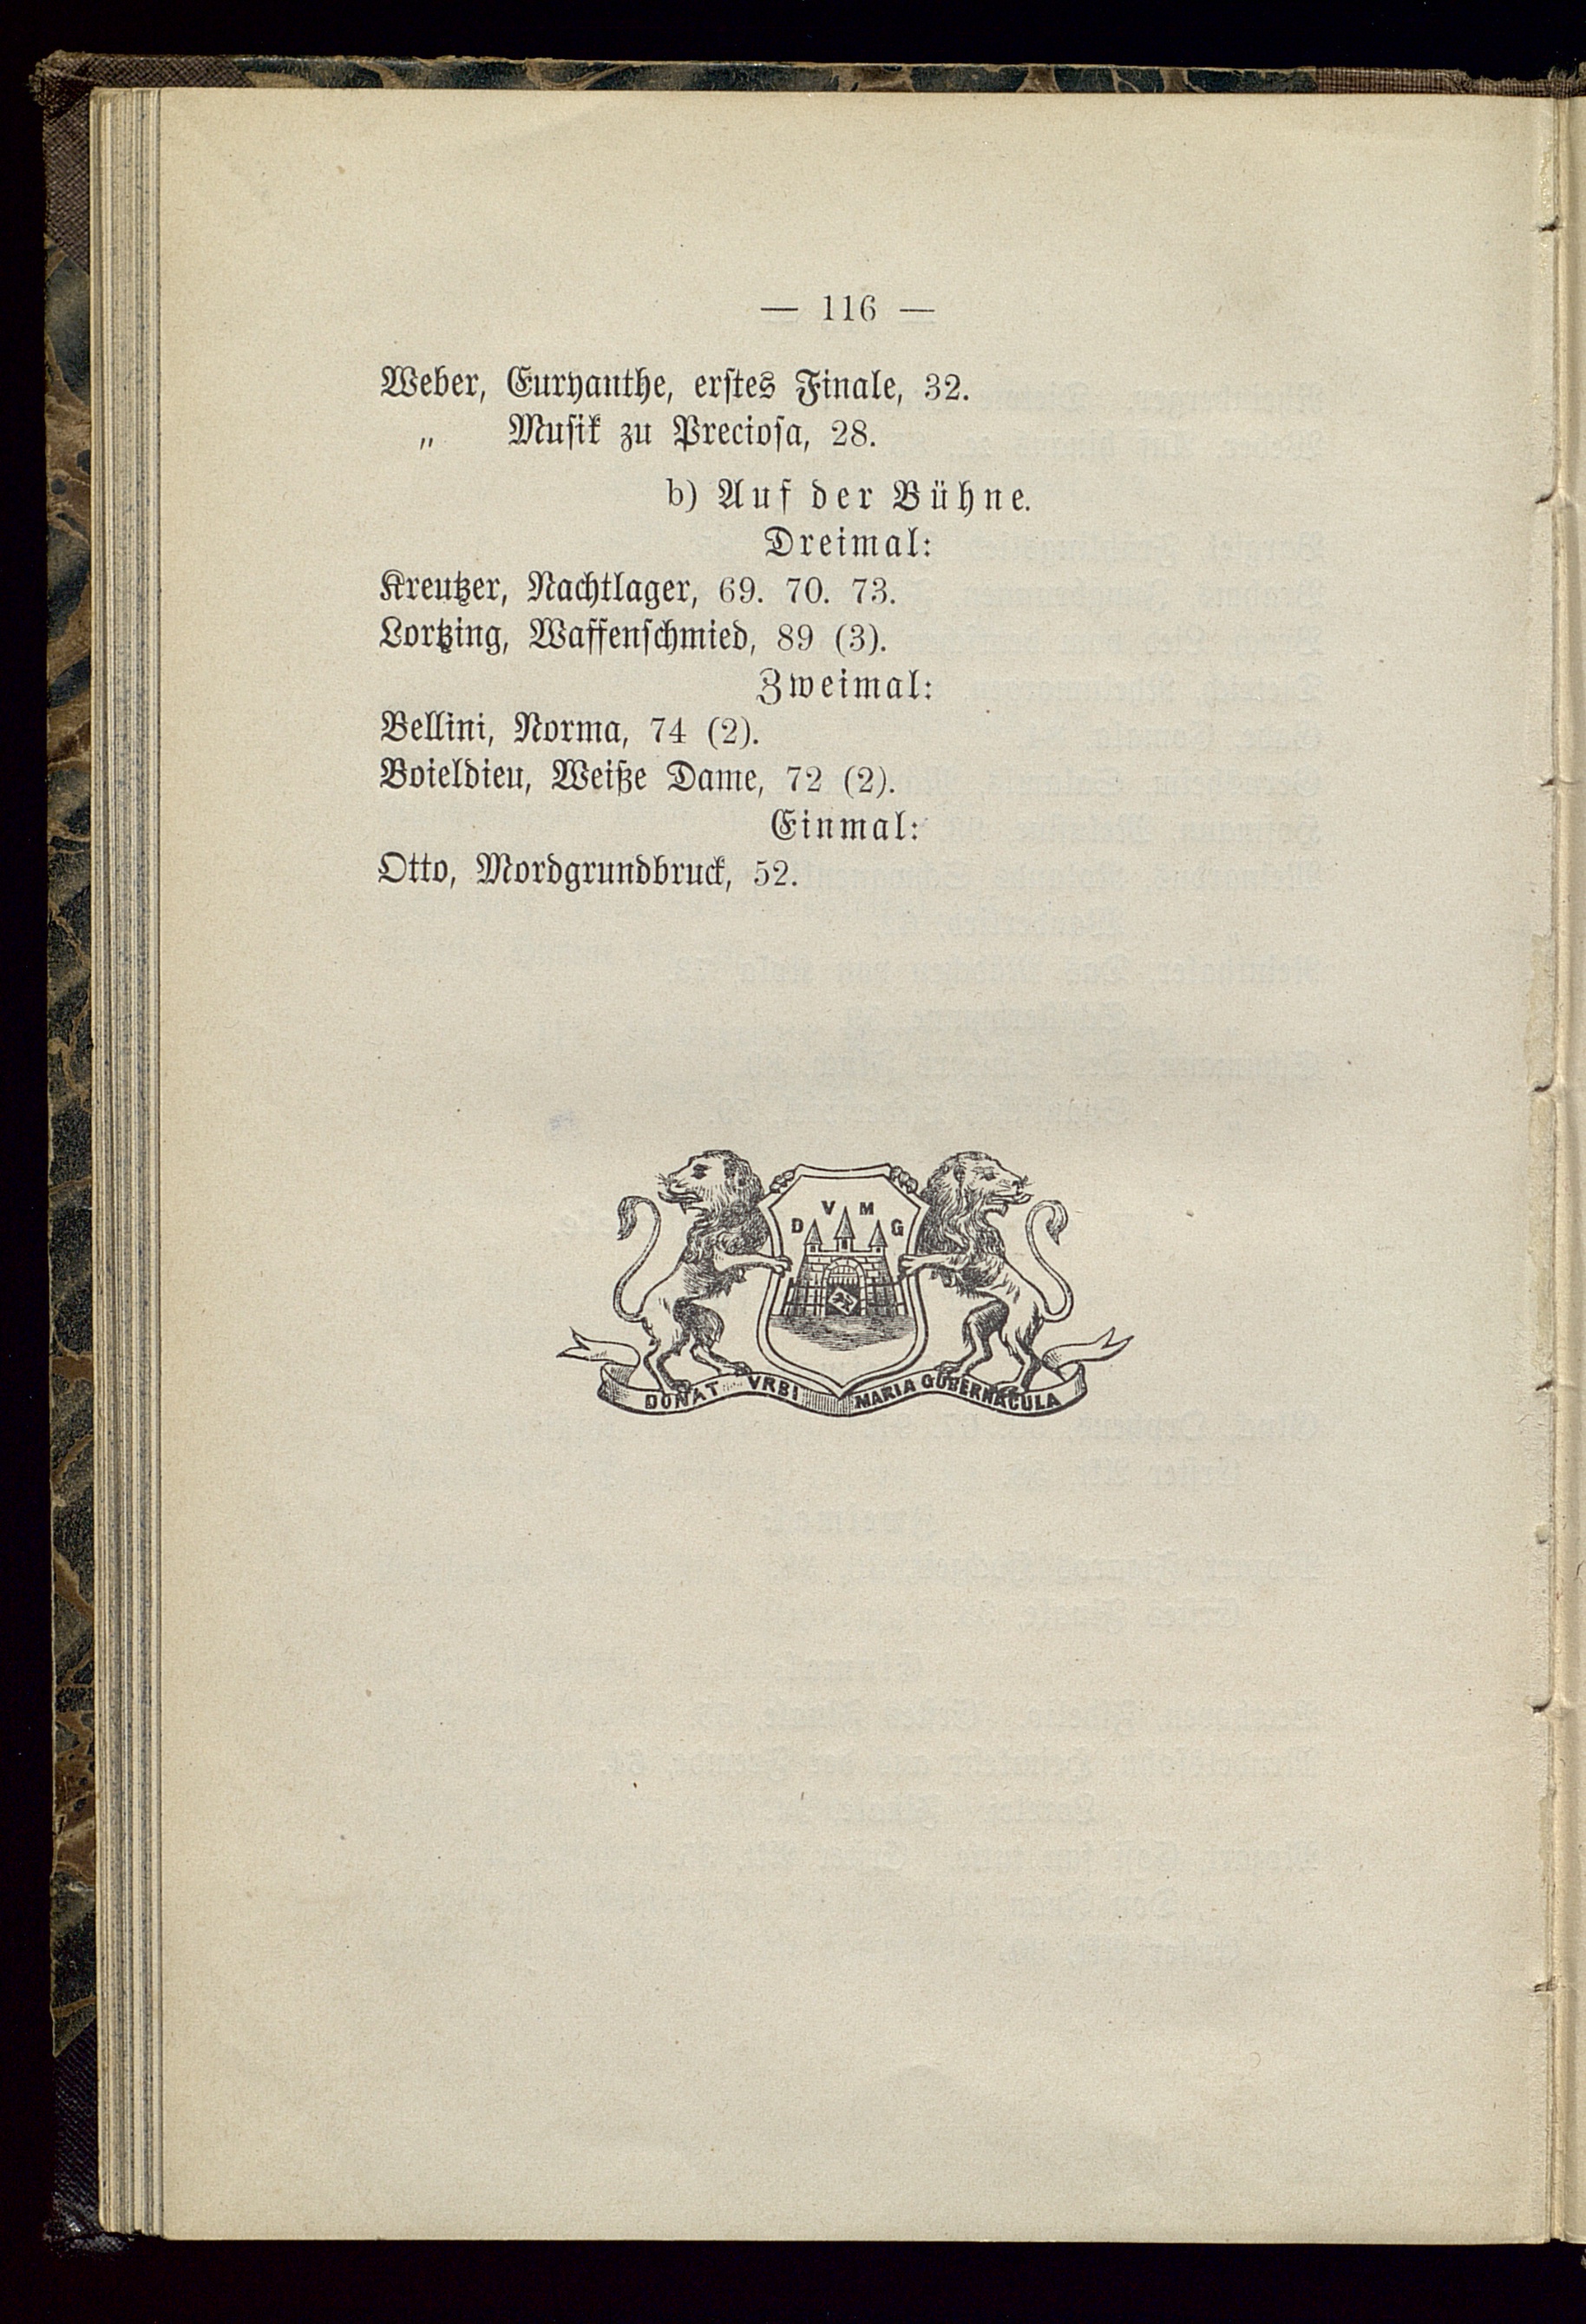 — 116 —
Weber, Euryanthe, erſtes Finale, 32.
„ Muſik zu Precioſa, 28.
b) Auf der Bühne.
Dreimal:
Kreutzer, Nachtlager, 69. 70. 73.
Lortzing, Waffenſchmied, 89 (3).
Zweimal:
Bellini, Norma, 74 (2).
Boieldieu, Weiße Dame, 72 (2).
Einmal:
Otto, Mordgrundbruck, 52.
D V M G
DONAT VRBI MARIA GUBERNACULA